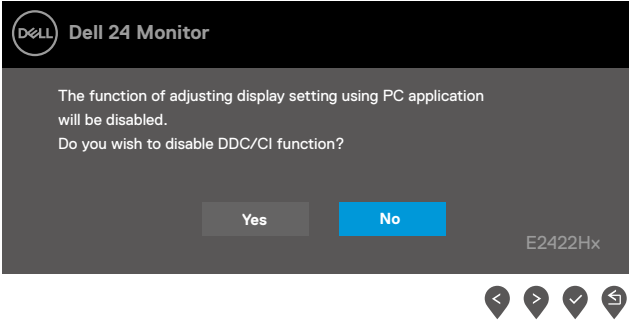 DELL Dell 24 Monitor
The function of adjusting display setting using PC application
will be disabled.
Do you wish to disable DDC/CI function?
Yes No
E2422Hx